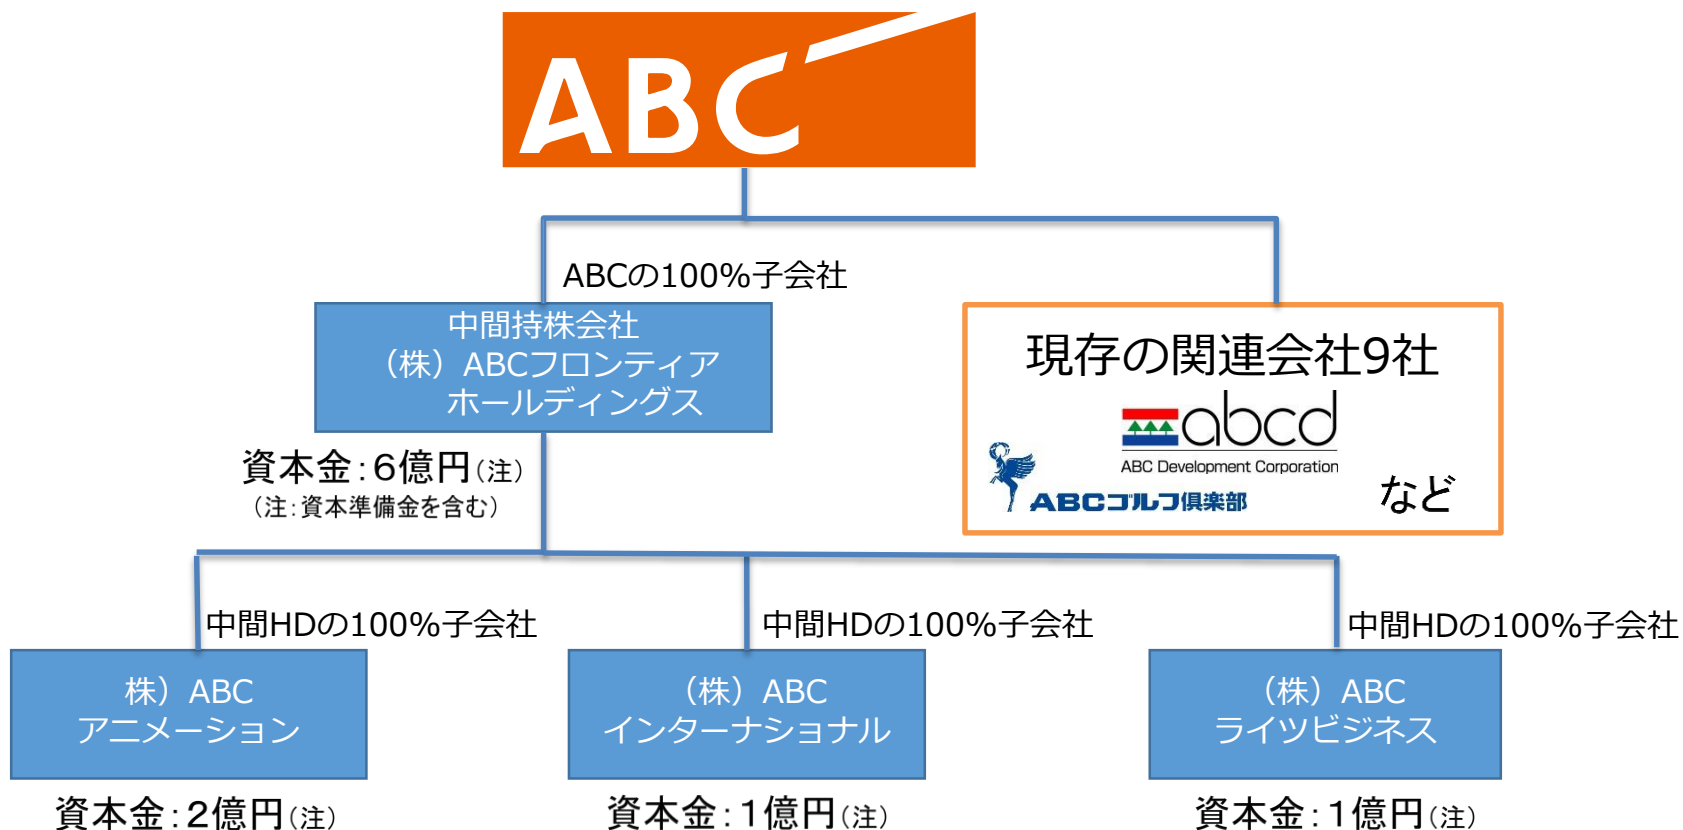 ABC
ABCの100%子会社
中間持株会社
（株）ABCフロンティア
ホールディングス
現存の関連会社9社
abcd
ABC Development Corporation
ABCゴルフ倶楽部
など
資本金：6億円（注）
（注：資本準備金を含む）
中間HDの100%子会社
中間HDの100%子会社
中間HDの100%子会社
株）ABC
アニメーション
（株）ABC
インターナショナル
（株）ABC
ライツビジネス
資本金：2億円（注）
資本金：1億円（注）
資本金：1億円（注）